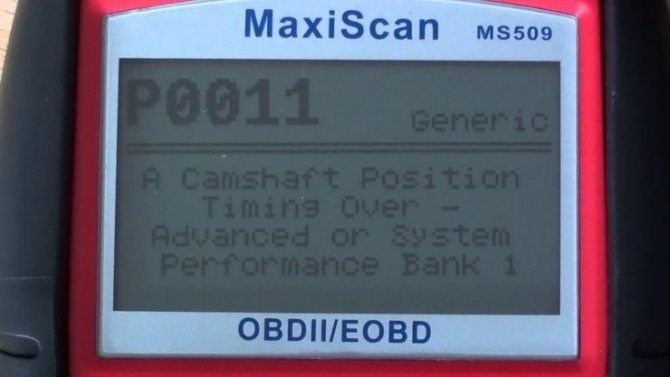 MaxiScan MS509
P0011 Generic
A Camshaft Position
Timing Over -
Advanced or System
Performance Bank 1
OBDII/EOBD